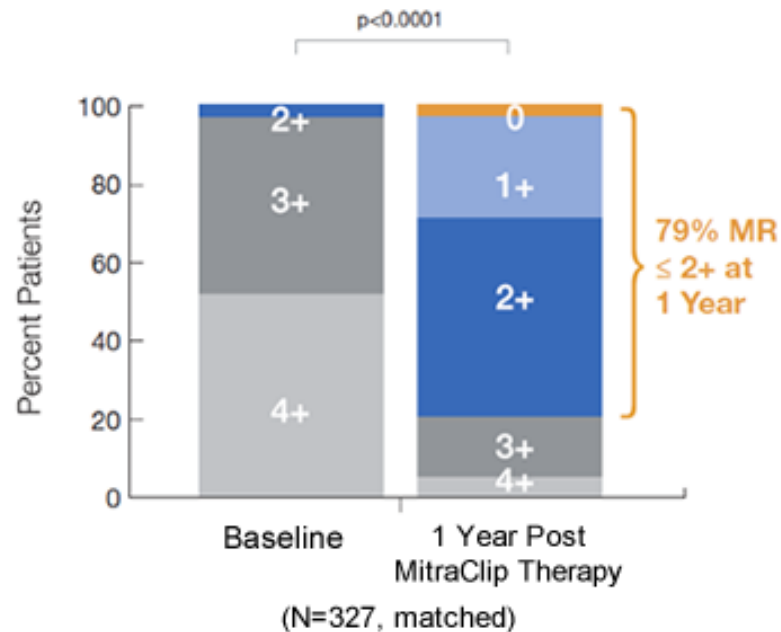 p<0.0001
100
80
60
40
20
0
Percent Patients
2+
3+
4+
0
1+
2+
3+
4+
79% MR
≤ 2+ at
1 Year
Baseline
1 Year Post
MitraClip Therapy
(N=327, matched)